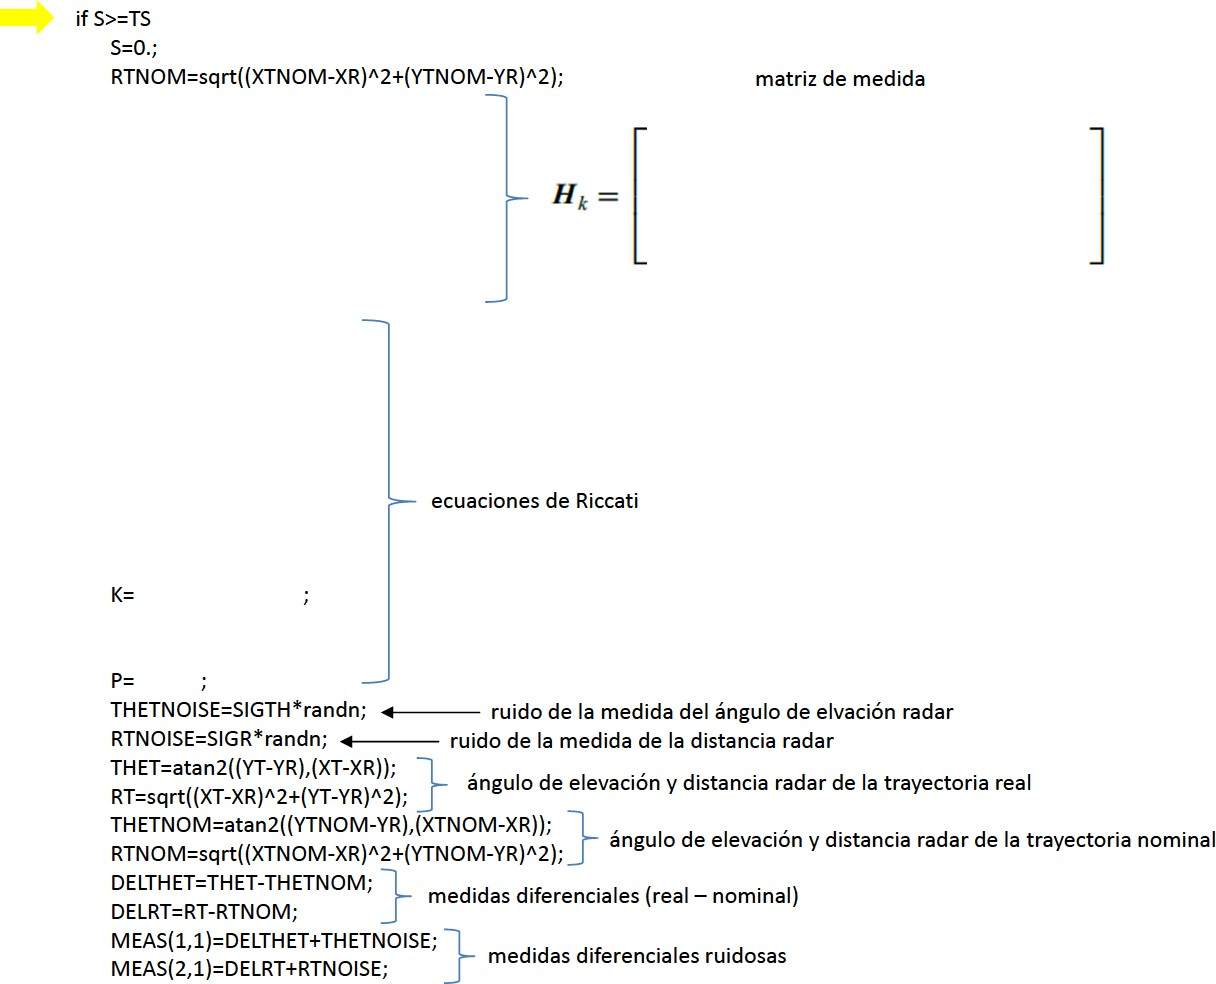 if S>=TS
S=0.;
RTNOM=sqrt((XTNOM-XR)^2+(YTNOM-YR)^2);
matriz de medida
H k =
ecuaciones de Riccati
K= ;
P= ;
THETNOISE=SIGTH*randn;
ruido de la medida del ángulo de elvación radar
RTNOISE=SIGR*randn;
ruido de la medida de la distancia radar
THET=atan2((YT-YR),(XT-XR));
RT=sqrt((XT-XR)^2+(YT-YR)^2);
ángulo de elevación y distancia radar de la trayectoria real
THETNOM=atan2((YTNOM-YR),(XTNOM-XR));
RTNOM=sqrt((XTNOM-XR)^2+(YTNOM-YR)^2);
ángulo de elevación y distancia radar de la trayectoria nominal
DELTHET=THET-THETNOM;
DELRT=RT-RTNOM;
medidas diferenciales (real – nominal)
MEAS(1,1)=DELTHET+THETNOISE;
MEAS(2,1)=DELRT+RTNOISE;
medidas diferenciales ruidosas